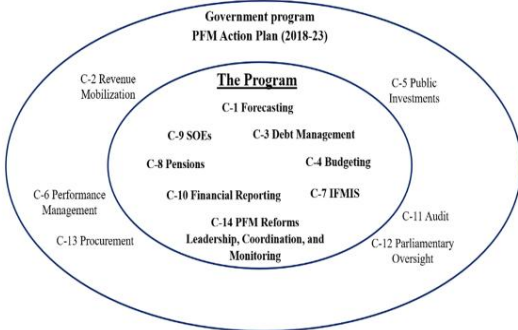 Government program
PFM Action Plan (2018-23)
C-2 Revenue
Mobilization
The Program
C-5 Public
Investments
C-1 Forecasting
C-9 SOEs
C-3 Debt Management
C-8 Pensions
C-4 Budgeting
C-6 Performance
Management
C-10 Financial Reporting
C-7 IFMIS
C-14 PFM Reforms
Leadership, Coordination, and
Monitoring
C-11 Audit
C-13 Procurement
C-12 Parliamentary
Oversight